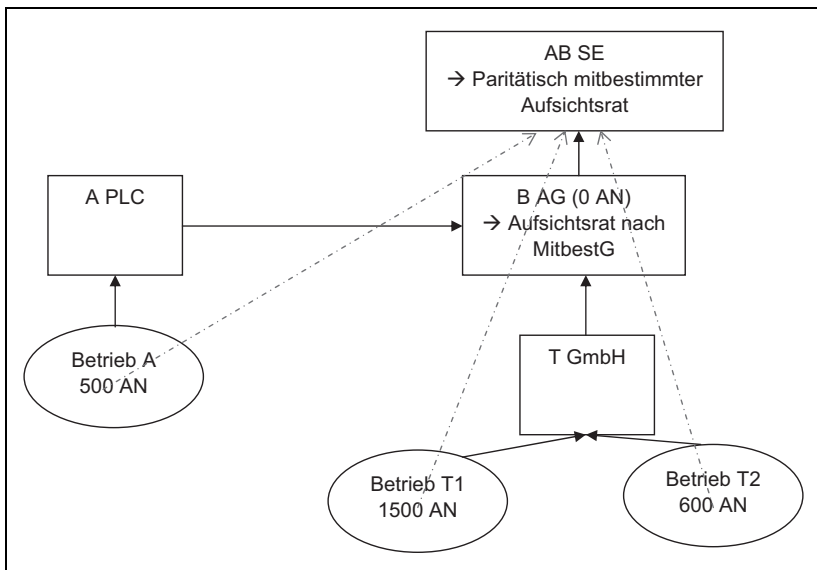 AB SE
→ Paritätisch mitbestimmter
Aufsichtsrat
A PLC
B AG (0 AN)
→ Aufsichtsrat nach
MitbestG
Betrieb A
500 AN
T GmbH
Betrieb T1
1500 AN
Betrieb T2
600 AN